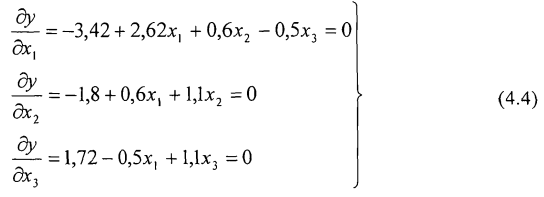 ∂y/∂x₁ = −3,42 + 2,62x₁ + 0,6x₂ − 0,5x₃ = 0
∂y/∂x₂ = −1,8 + 0,6x₁ + 1,1x₂ = 0
(4.4)
∂y/∂x₃ = 1,72 − 0,5x₁ + 1,1x₃ = 0